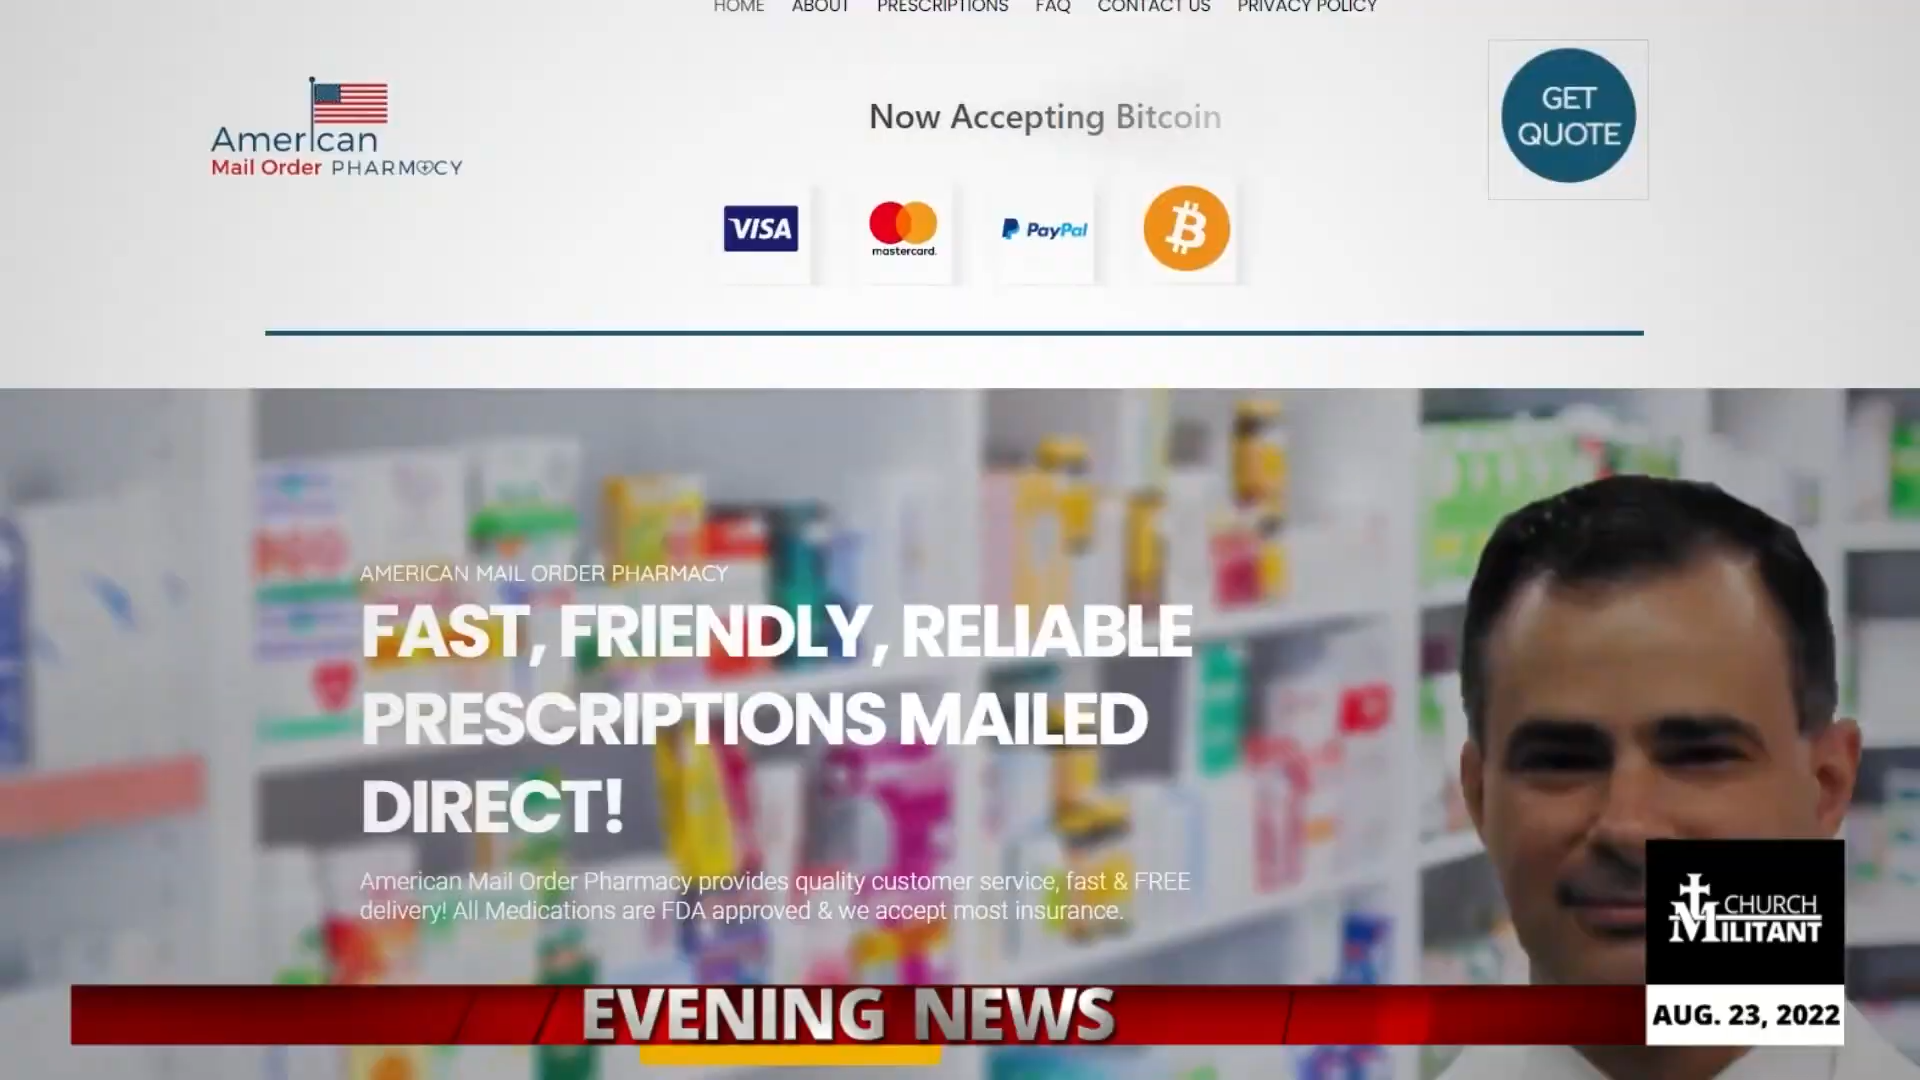 HOME ABOUT PRESCRIPTIONS FAQ CONTACT US PRIVACY POLICY
American
Mail Order PHARMACY
Now Accepting Bitcoin
GET
QUOTE
VISA
mastercard.
PayPal
AMERICAN MAIL ORDER PHARMACY
FAST, FRIENDLY, RELIABLE
PRESCRIPTIONS MAILED
DIRECT!
American Mail Order Pharmacy provides quality customer service, fast & FREE
delivery! All Medications are FDA approved & we accept most insurance.
CHURCH
MILITANT
EVENING NEWS
AUG. 23, 2022